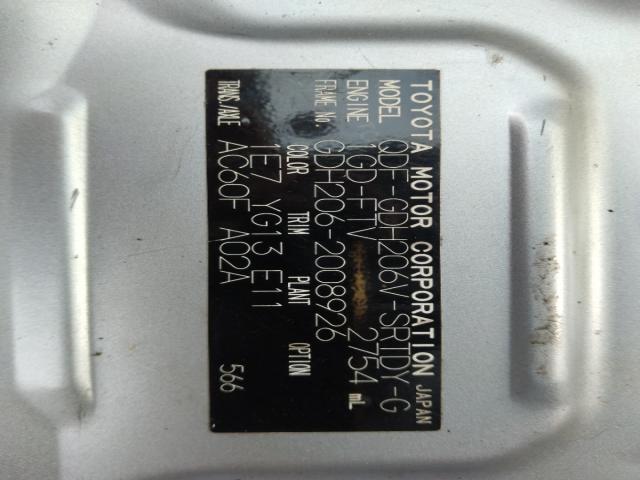 TOYOTA MOTOR CORPORATION JAPAN
MODEL QDF-GDH206V-SRTDY-G
ENGINE 1GD-FTV 2754 mL
FRAME No. GDH206-2008926
COLOR TRIM PLANT OPTION
1E7 YG13 E11
TRANS./AXLE AC60F A02A 566